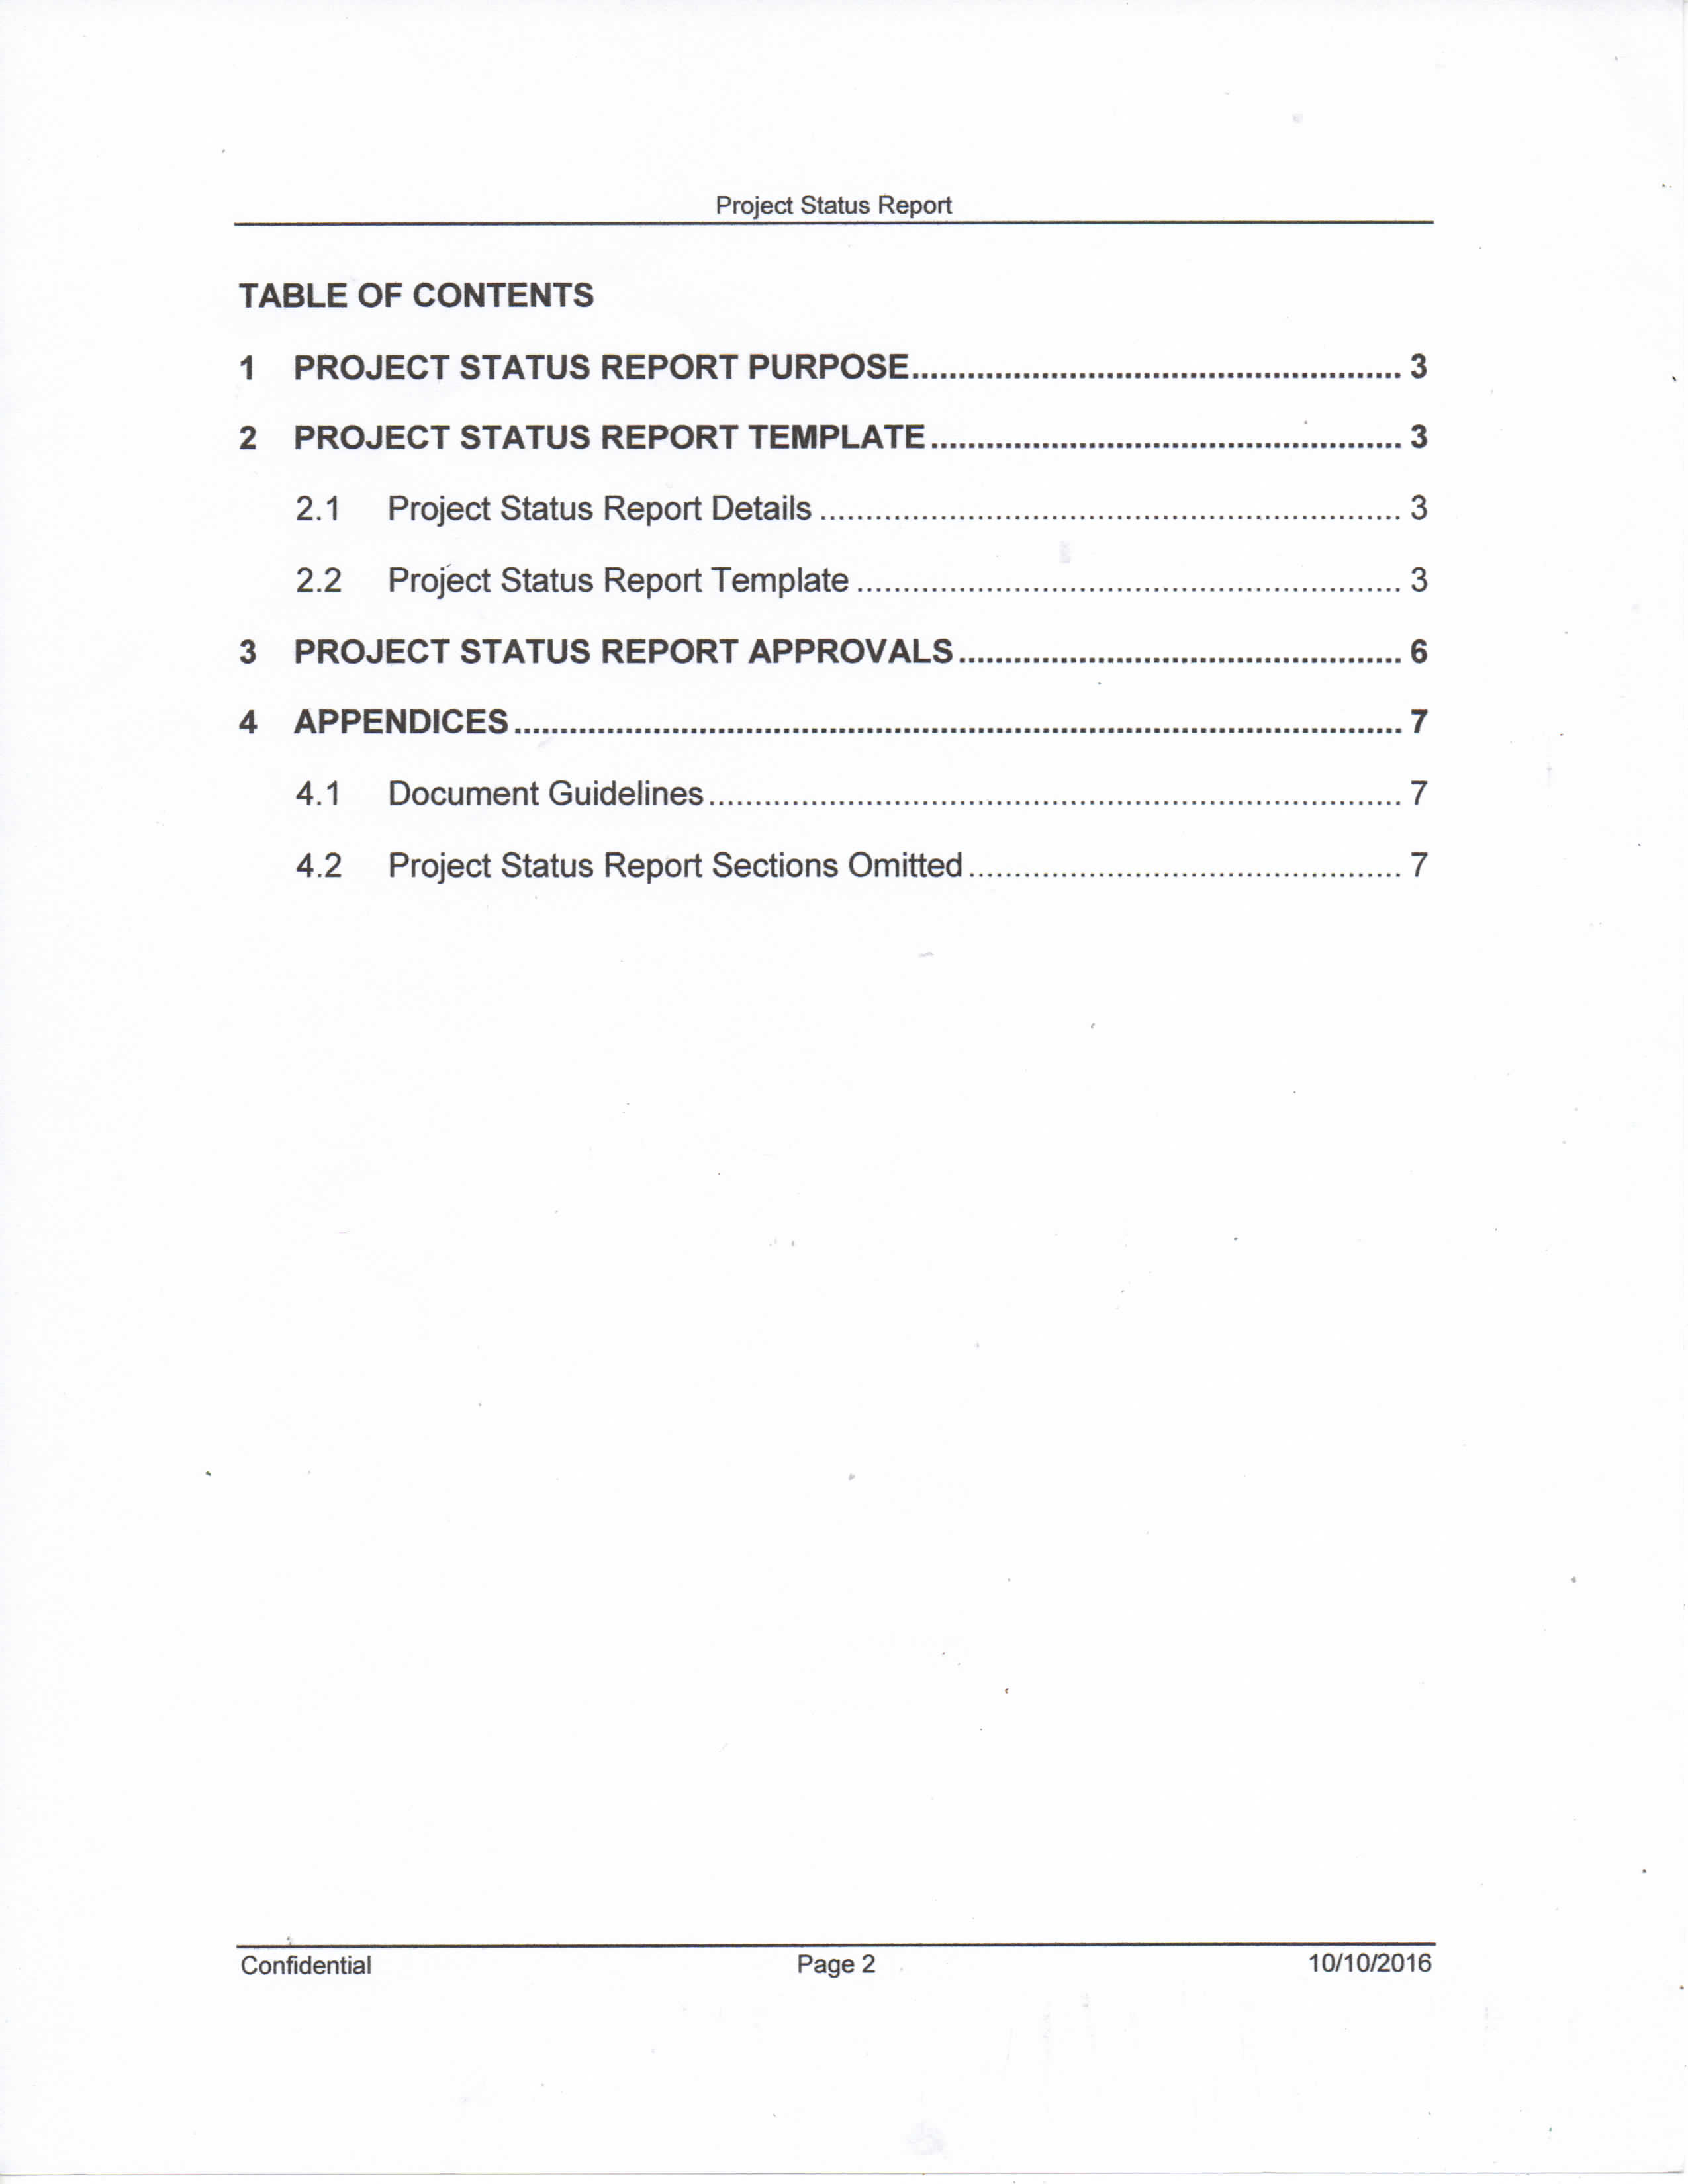 Project Status Report
TABLE OF CONTENTS
1 PROJECT STATUS REPORT PURPOSE........................................................ 3
2 PROJECT STATUS REPORT TEMPLATE...................................................... 3
2.1 Project Status Report Details ................................................................ 3
2.2 Project Status Report Template ............................................................ 3
3 PROJECT STATUS REPORT APPROVALS.................................................. 6
4 APPENDICES................................................................................................ 7
4.1 Document Guidelines............................................................................ 7
4.2 Project Status Report Sections Omitted................................................ 7
Confidential Page 2 10/10/2016